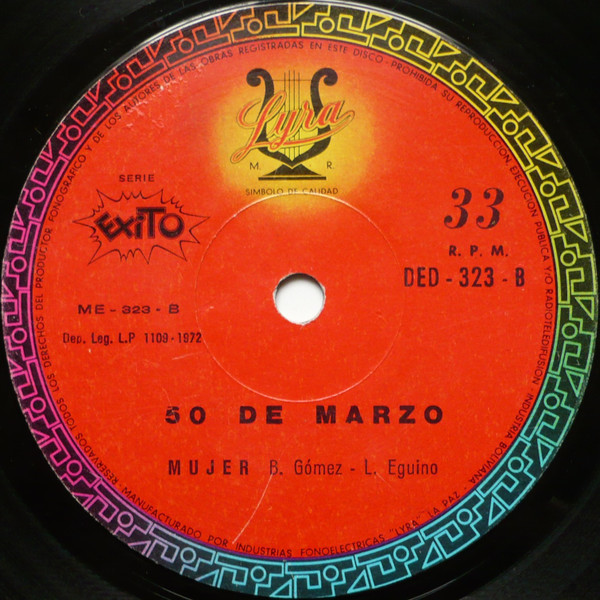 RESERVADOS TODOS LOS DERECHOS DEL PRODUCTOR FONOGRAFICO Y DE LOS AUTORES DE LAS OBRAS REGISTRADAS EN ESTE DISCO - PROHIBIDA SU REPRODUCCION, EJECUCION PUBLICA Y/O RADIOTELEDIFUSION INDUSTRIA BOLIVIANA
Lyra
M. R.
SIMBOLO DE CALIDAD
SERIE
EXITO
33
R. P. M.
DED - 323 - B
ME - 323 - B
Dep. Leg. L.P 1109-1972
50 DE MARZO
MUJER B. Gómez - L. Eguino
MANUFACTURADO POR INDUSTRIAS FONOELECTRICAS "LYRA" LA PAZ -